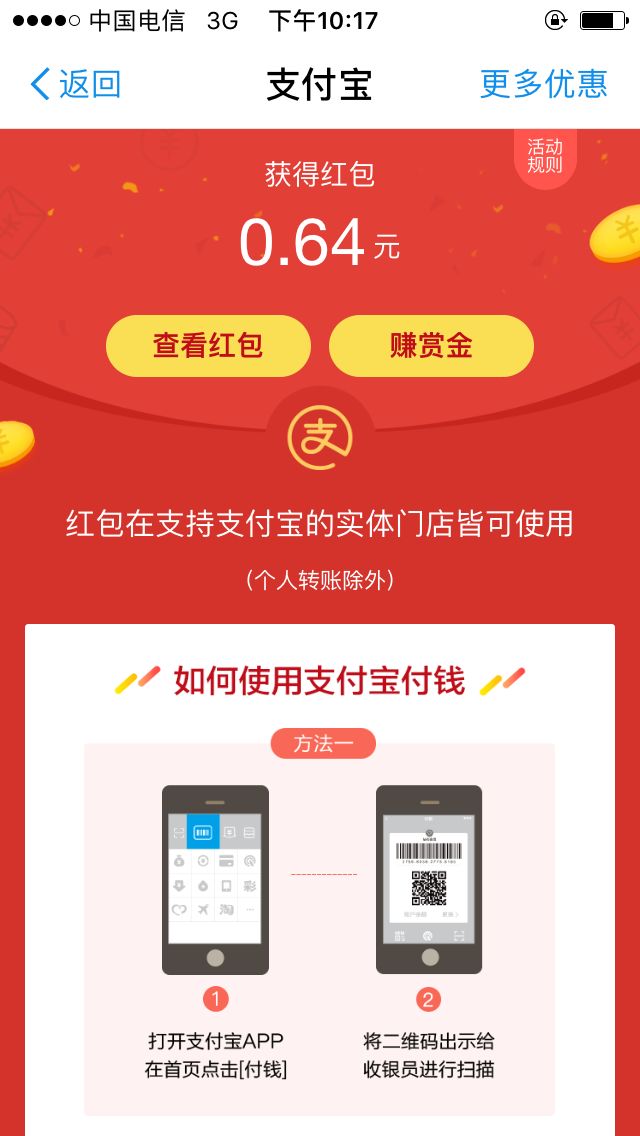 中国电信 3G 下午10:17
返回 支付宝 更多优惠
活动
规则
获得红包
0.64 元
查看红包 赚赏金
支
红包在支持支付宝的实体门店皆可使用
（个人转账除外）
如何使用支付宝付钱
方法一
1 2
打开支付宝APP
在首页点击[付钱]
将二维码出示给
收银员进行扫描